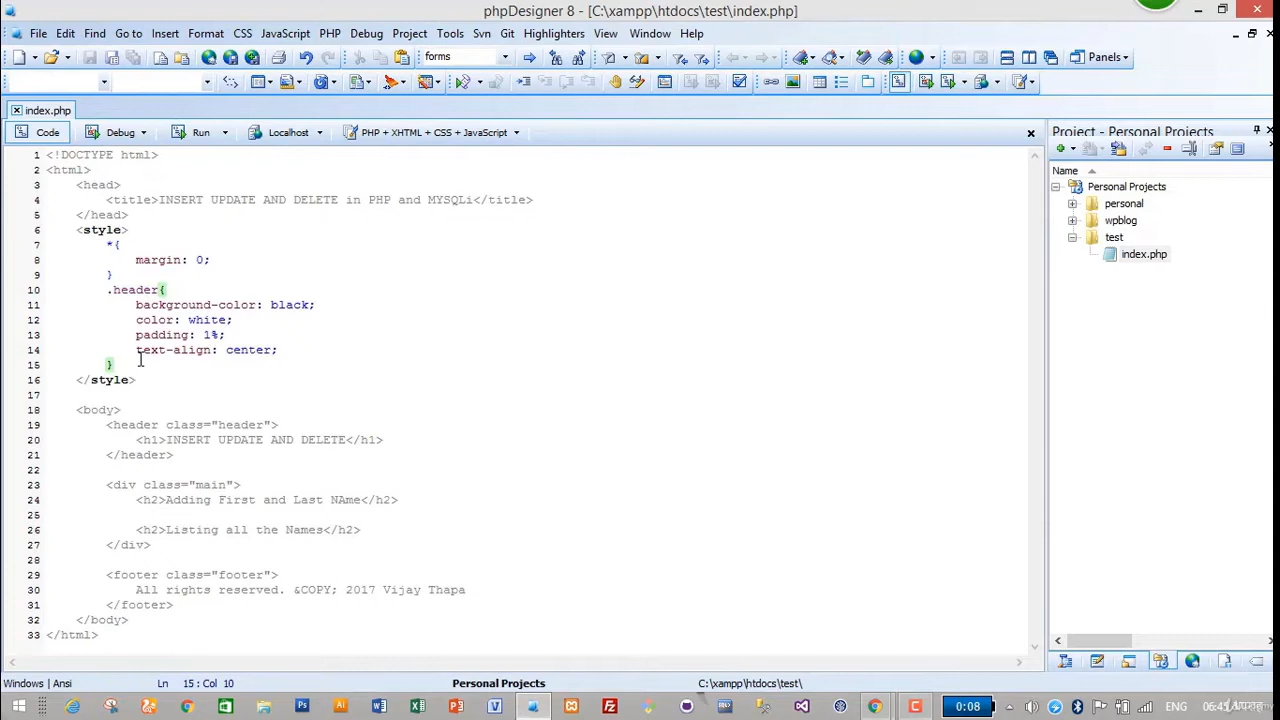 phpDesigner 8 - [C:\xampp\htdocs\test\index.php]
File Edit Find Go to Insert Format CSS JavaScript PHP Debug Project Tools Svn Git Highlighters View Window Help
forms Panels
index.php
Code Debug Run Localhost PHP + XHTML + CSS + JavaScript
Project - Personal Projects
Name
Personal Projects
personal
wpblog
test
index.php
1 <!DOCTYPE html>
2 <html>
3 <head>
4 <title>INSERT UPDATE AND DELETE in PHP and MYSQLi</title>
5 </head>
6 <style>
7 *{
8 margin: 0;
9 }
10 .header{
11 background-color: black;
12 color: white;
13 padding: 1%;
14 text-align: center;
15 }
16 </style>
17
18 <body>
19 <header class="header">
20 <h1>INSERT UPDATE AND DELETE</h1>
21 </header>
22
23 <div class="main">
24 <h2>Adding First and Last NAme</h2>
25
26 <h2>Listing all the Names</h2>
27 </div>
28
29 <footer class="footer">
30 All rights reserved. &COPY; 2017 Vijay Thapa
31 </footer>
32 </body>
33 </html>
Windows | Ansi Ln 15 : Col 10 Personal Projects C:\xampp\htdocs\test\
0:08 ENG